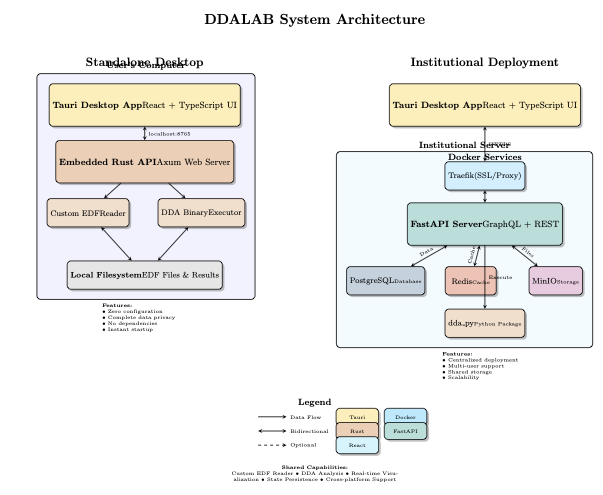 DDALAB System Architecture
Standalone Desktop
User's Computer
Tauri Desktop AppReact + TypeScript UI
localhost:8765
Embedded Rust APIAxum Web Server
Custom EDFReader
DDA BinaryExecutor
Local FilesystemEDF Files & Results
Features:
• Zero configuration
• Complete data privacy
• No dependencies
• Instant startup
Institutional Deployment
Tauri Desktop AppReact + TypeScript UI
Institutional Server
Docker Services
Traefik(SSL/Proxy)
FastAPI ServerGraphQL + REST
Data
Cache
Files
PostgreSQLDatabase
RedisCache
Execute
MinIOStorage
dda_pyPython Package
Features:
• Centralized deployment
• Multi-user support
• Shared storage
• Scalability
Legend
Data Flow
Bidirectional
Optional
Tauri
Docker
Rust
FastAPI
React
Shared Capabilities:
Custom EDF Reader • DDA Analysis • Real-time Visu-
alization • State Persistence • Cross-platform Support